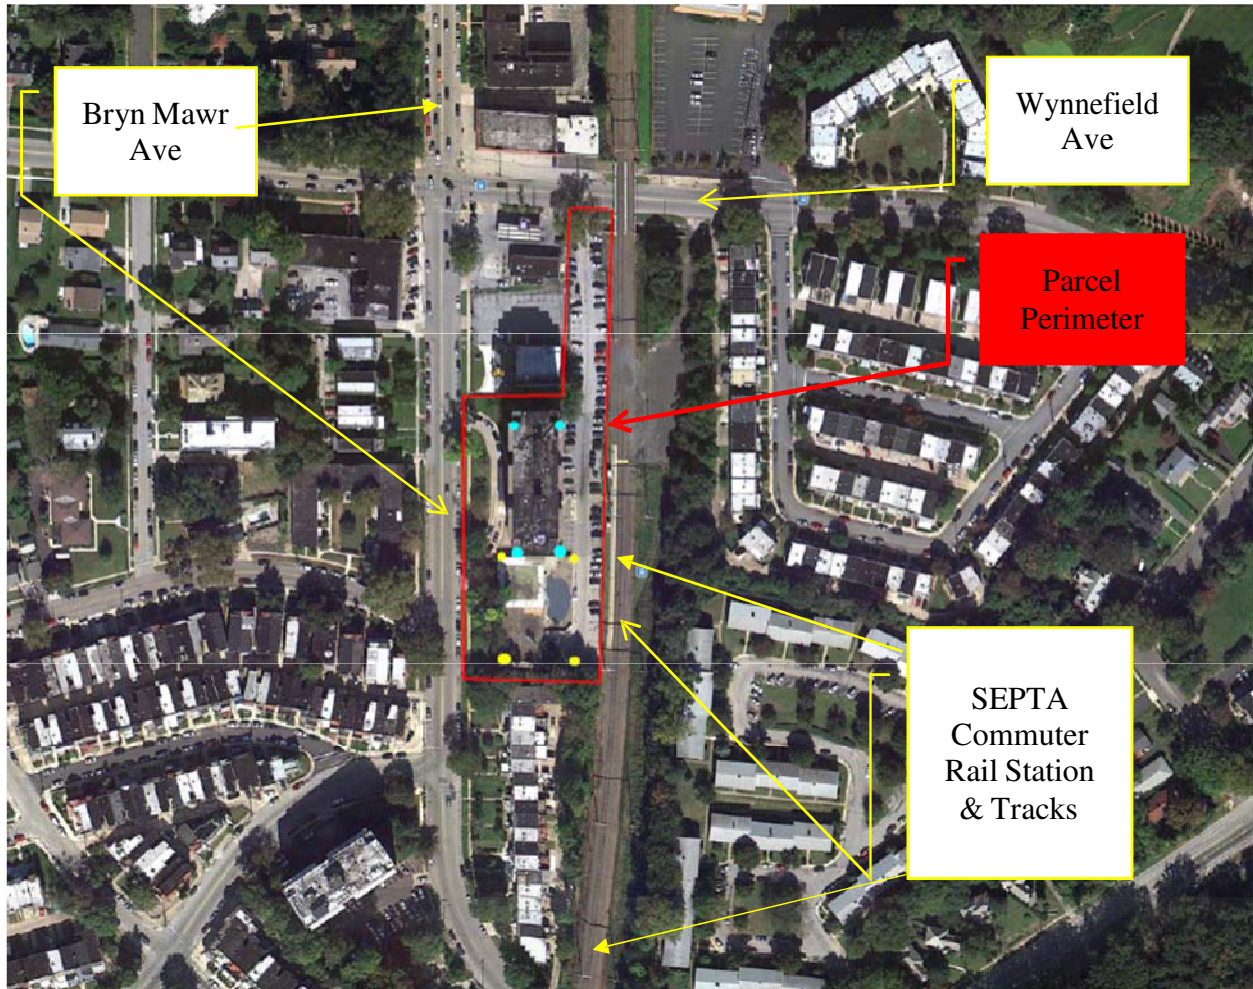 Bryn Mawr
Ave
Wynnefield
Ave
Parcel
Perimeter
SEPTA
Commuter
Rail Station
& Tracks